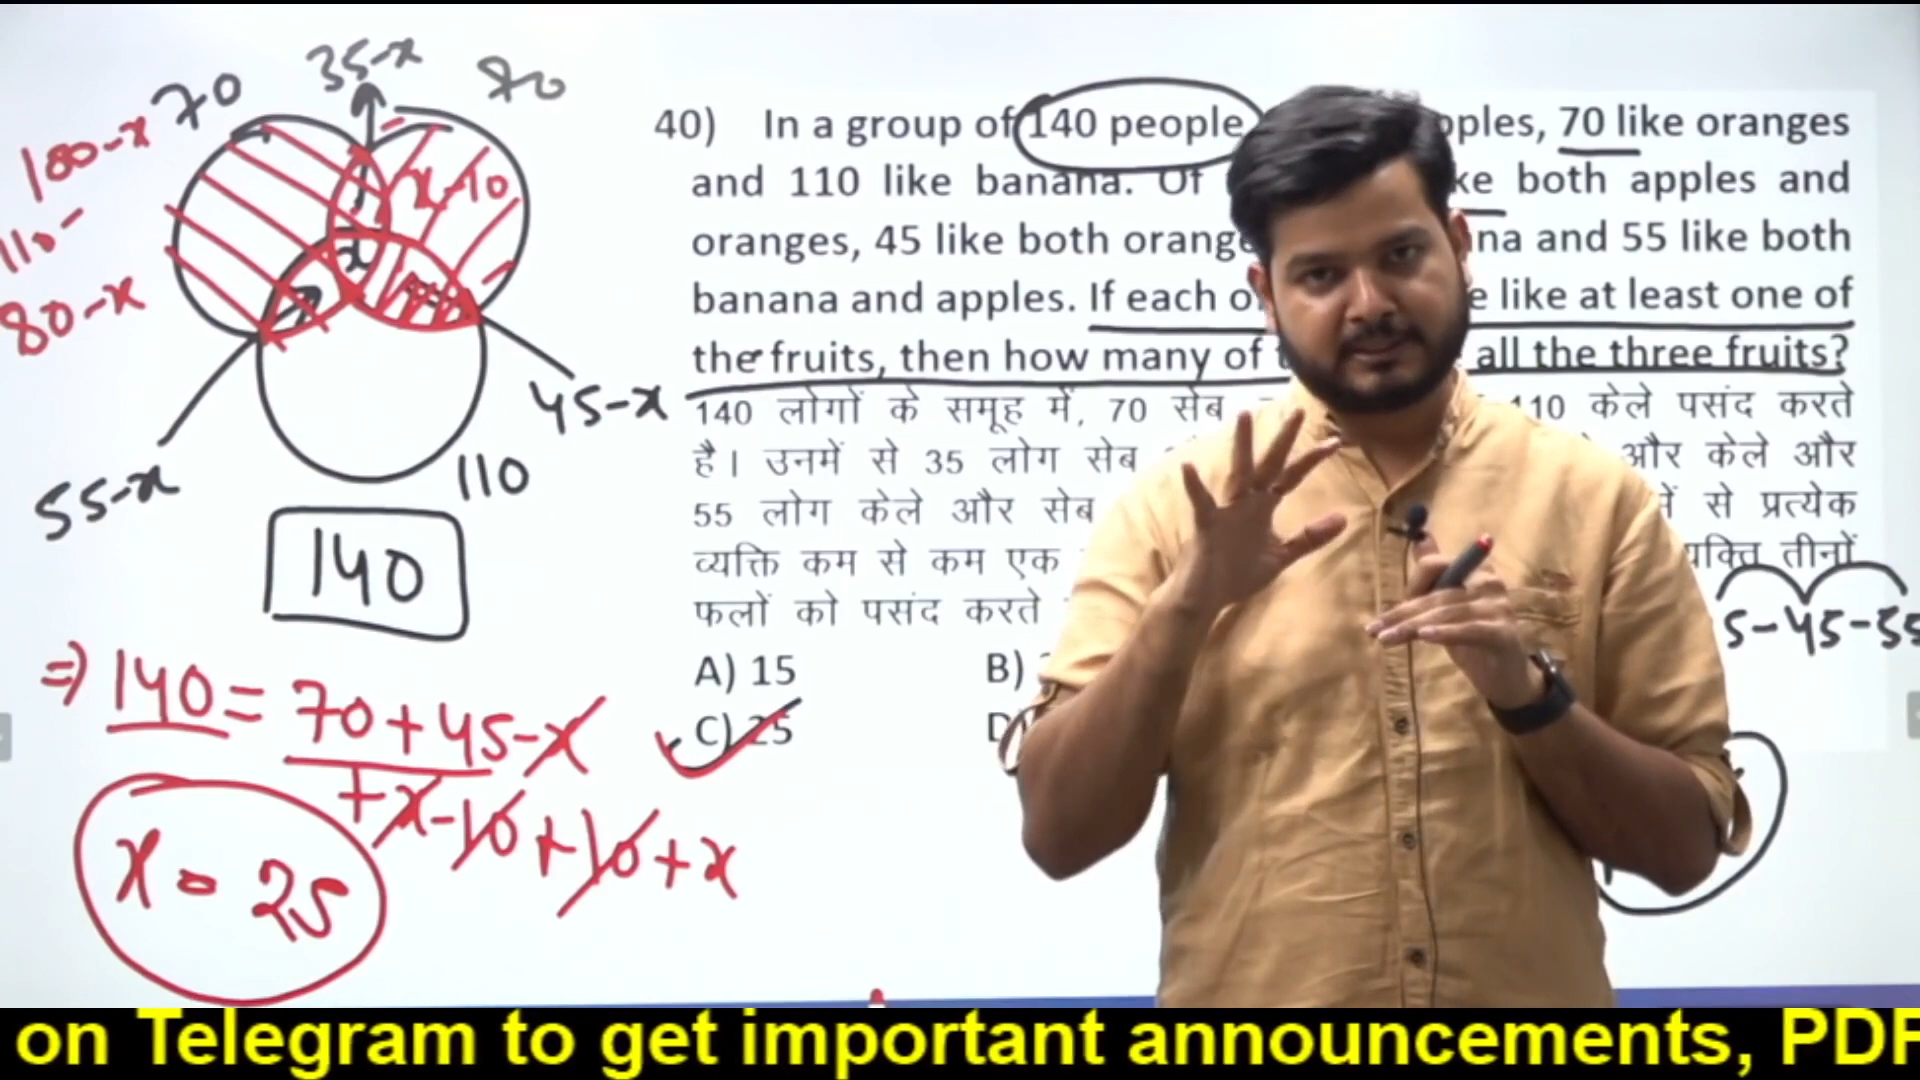 35-x
70
70
100-x
110-
80-x
x-10
x
45-x
55-x
110
140
⇒ 140 = 70+45-x
+x-10+10+x
x = 25
40) In a group of 140 people pples, 70 like oranges
and 110 like banana. Of ke both apples and
oranges, 45 like both orange na and 55 like both
banana and apples. If each o e like at least one of
the fruits, then how many of all the three fruits?
140 लोगों के समूह में, 70 सेब 110 केले पसंद करते
है। उनमें से 35 लोग सेब और केले और
55 लोग केले और सेब में से प्रत्येक
व्यक्ति कम से कम एक व्यक्ति तीनों
फलों को पसंद करते
5-45-55
A) 15 B)
C) 25 D
on Telegram to get important announcements, PDF